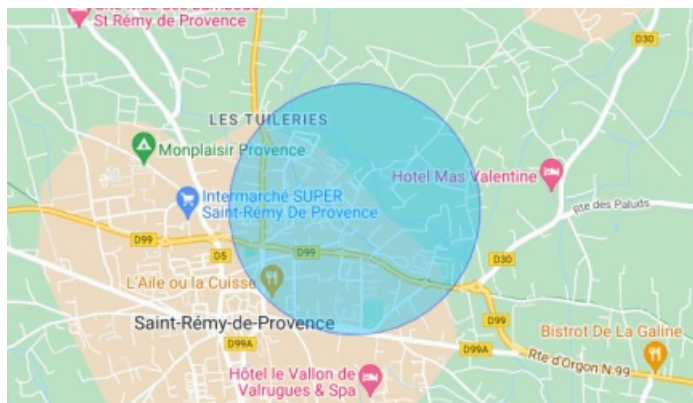 St Rémy de Provence
D30
LES TUILERIES
Monplaisir Provence
Hotel Mas Valentine
Intermarché SUPER
Saint-Rémy De Provence
Rte des Paluds
D99
D5
D99
D30
L'Aile ou la Cuisse
Saint-Rémy-de-Provence
D99
Bistrot De La Galine
D99A
D99A
Rte d'Orgon N.99
Hôtel le Vallon de
Valrugues & Spa